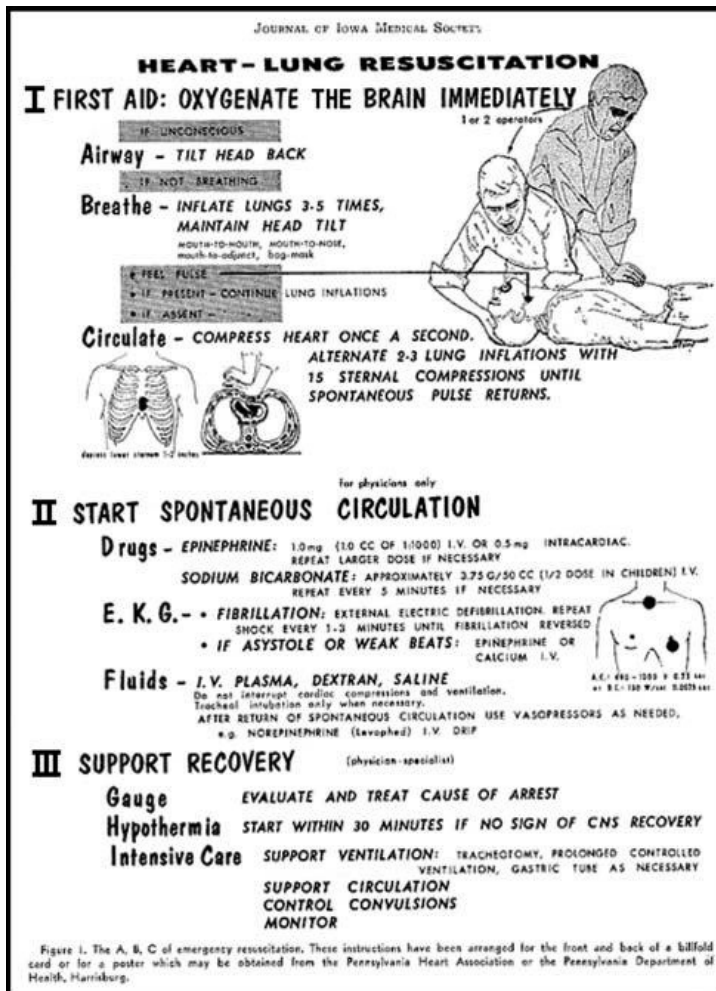 JOURNAL OF IOWA MEDICAL SOCIETY
HEART-LUNG RESUSCITATION
I FIRST AID: OXYGENATE THE BRAIN IMMEDIATELY
1 or 2 operators
IF UNCONSCIOUS
Airway - TILT HEAD BACK
IF NOT BREATHING
Breathe - INFLATE LUNGS 3-5 TIMES,
MAINTAIN HEAD TILT
MOUTH-TO-MOUTH, MOUTH-TO-NOSE,
mouth-to-adjunct, bag-mask
• FEEL PULSE
• IF PRESENT - CONTINUE LUNG INFLATIONS
• IF ABSENT -
Circulate - COMPRESS HEART ONCE A SECOND.
ALTERNATE 2-3 LUNG INFLATIONS WITH
15 STERNAL COMPRESSIONS UNTIL
SPONTANEOUS PULSE RETURNS.
depress lower sternum 1-2 inches
for physicians only
II START SPONTANEOUS CIRCULATION
Drugs - EPINEPHRINE: 1.0 mg (1.0 CC OF 1:1000) I.V. OR 0.5 mg INTRACARDIAC.
REPEAT LARGER DOSE IF NECESSARY
SODIUM BICARBONATE: APPROXIMATELY 3.75 G/50 CC (1/2 DOSE IN CHILDREN) I.V.
REPEAT EVERY 5 MINUTES IF NECESSARY
E. K. G. - • FIBRILLATION: EXTERNAL ELECTRIC DEFIBRILLATION. REPEAT
SHOCK EVERY 1-3 MINUTES UNTIL FIBRILLATION REVERSED
• IF ASYSTOLE OR WEAK BEATS: EPINEPHRINE OR
CALCIUM I.V.
A.C.: 440-1000 V 0.25 sec
Fluids - I.V. PLASMA, DEXTRAN, SALINE
Do not interrupt cardiac compressions and ventilation.
Tracheal intubation only when necessary.
AFTER RETURN OF SPONTANEOUS CIRCULATION USE VASOPRESSORS AS NEEDED,
e.g. NOREPINEPHRINE (Levophed) I.V. DRIP
III SUPPORT RECOVERY (physician-specialist)
Gauge EVALUATE AND TREAT CAUSE OF ARREST
Hypothermia START WITHIN 30 MINUTES IF NO SIGN OF CNS RECOVERY
Intensive Care SUPPORT VENTILATION: TRACHEOTOMY, PROLONGED CONTROLLED
VENTILATION, GASTRIC TUBE AS NECESSARY
SUPPORT CIRCULATION
CONTROL CONVULSIONS
MONITOR
Figure 1. The A, B, C of emergency resuscitation. These instructions have been arranged for the front and back of a billfold
card or for a poster which may be obtained from the Pennsylvania Heart Association or the Pennsylvania Department of
Health, Harrisburg.